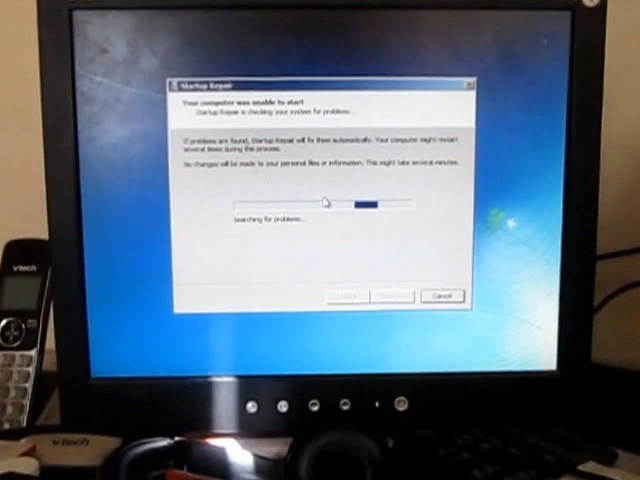 Startup Repair
Your computer was unable to start
Startup Repair is checking your system for problems...
If problems are found, Startup Repair will fix them automatically. Your computer might restart
several times during this process.
No changes will be made to your personal files or information. This might take several minutes.
Searching for problems...
Cancel
vtech
vtech